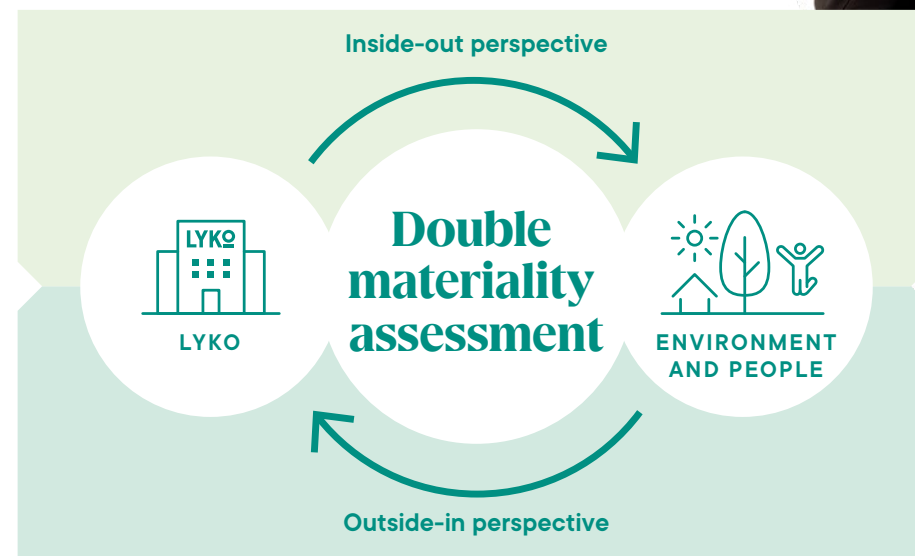 Inside-out perspective
LYKO
Double
materiality
assessment
LYKO
ENVIRONMENT
AND PEOPLE
Outside-in perspective